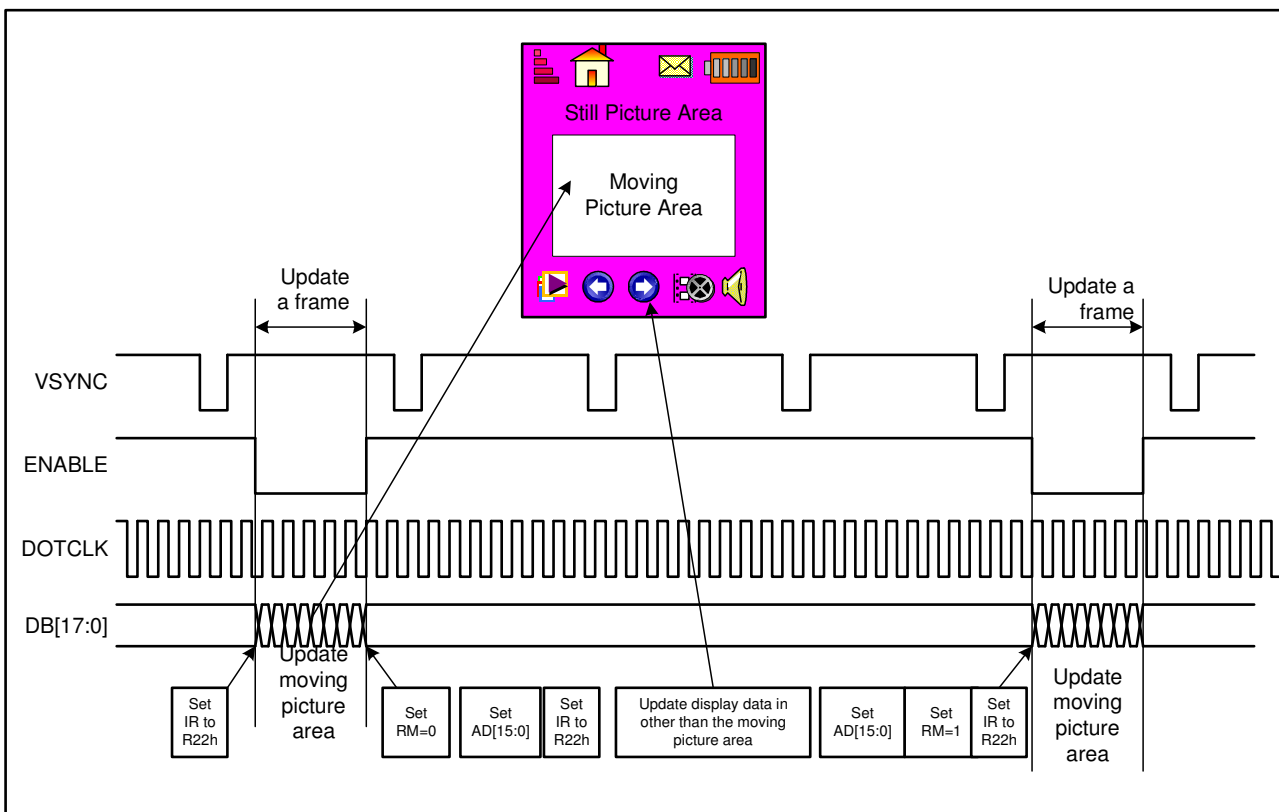 Still Picture Area
Moving
Picture Area
Update
a frame
Update a
frame
VSYNC
ENABLE
DOTCLK
DB[17:0]
Update
moving
picture
area
Update
moving
picture
area
Set
IR to
R22h
Set
RM=0
Set
AD[15:0]
Set
IR to
R22h
Update display data in
other than the moving
picture area
Set
AD[15:0]
Set
RM=1
Set
IR to
R22h